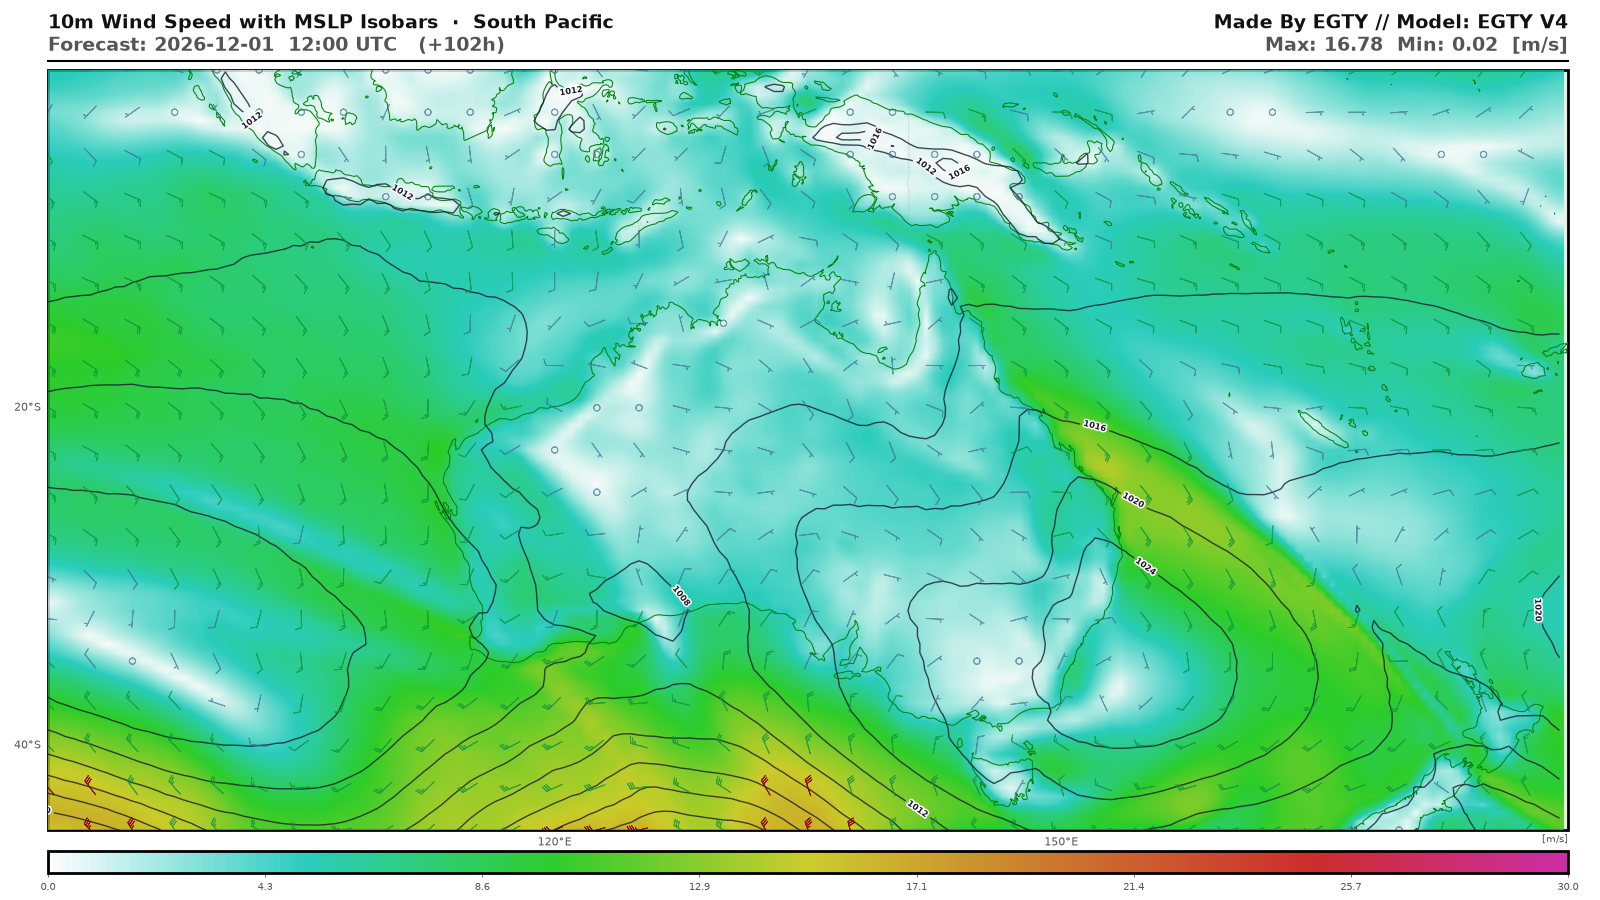 10m Wind Speed with MSLP Isobars · South Pacific
Made By EGTY // Model: EGTY V4
Forecast: 2026-12-01 12:00 UTC (+102h)
Max: 16.78 Min: 0.02 [m/s]
1012
1012
1016
1012
1016
1012
20°S
1016
1020
1024
1008
1020
40°S
1012
120°E
150°E
[m/s]
0.0
4.3
8.6
12.9
17.1
21.4
25.7
30.0